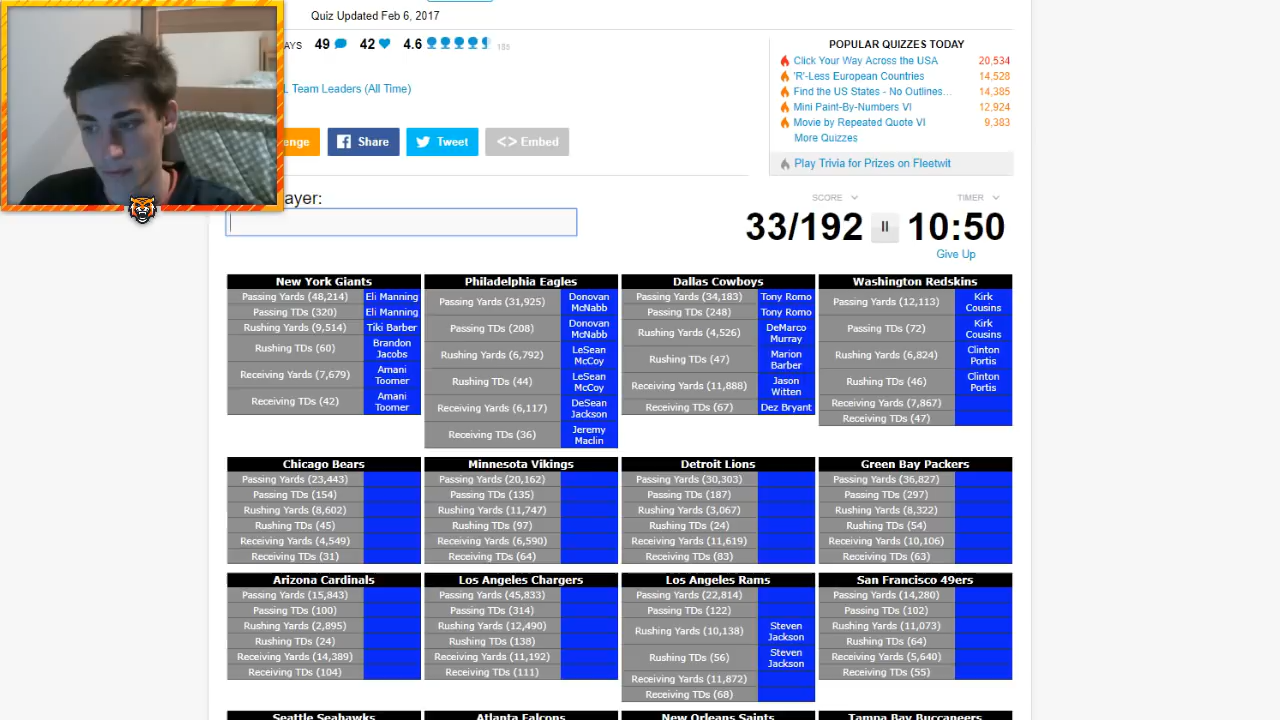 Quiz Updated Feb 6, 2017
AYS 49 42 4.6 188
L Team Leaders (All Time)
enge Share Tweet <> Embed
POPULAR QUIZZES TODAY
Click Your Way Across the USA 20,534
'R'-Less European Countries 14,528
Find the US States - No Outlines... 14,385
Mini Paint-By-Numbers VI 12,924
Movie by Repeated Quote VI 9,383
More Quizzes
Play Trivia for Prizes on Fleetwit
ayer:
SCORE TIMER
33/192 10:50
Give Up
New York Giants
Passing Yards (48,214) Eli Manning
Passing TDs (320) Eli Manning
Rushing Yards (9,514) Tiki Barber
Rushing TDs (60) Brandon Jacobs
Receiving Yards (7,679) Amani Toomer
Receiving TDs (42) Amani Toomer
Philadelphia Eagles
Passing Yards (31,925) Donovan McNabb
Passing TDs (208) Donovan McNabb
Rushing Yards (6,792) LeSean McCoy
Rushing TDs (44) LeSean McCoy
Receiving Yards (6,117) DeSean Jackson
Receiving TDs (36) Jeremy Maclin
Dallas Cowboys
Passing Yards (34,183) Tony Romo
Passing TDs (248) Tony Romo
Rushing Yards (4,526) DeMarco Murray
Rushing TDs (47) Marion Barber
Receiving Yards (11,888) Jason Witten
Receiving TDs (67) Dez Bryant
Washington Redskins
Passing Yards (12,113) Kirk Cousins
Passing TDs (72) Kirk Cousins
Rushing Yards (6,824) Clinton Portis
Rushing TDs (46) Clinton Portis
Receiving Yards (7,867)
Receiving TDs (47)
Chicago Bears
Passing Yards (23,443)
Passing TDs (154)
Rushing Yards (8,602)
Rushing TDs (45)
Receiving Yards (4,549)
Receiving TDs (31)
Minnesota Vikings
Passing Yards (20,162)
Passing TDs (135)
Rushing Yards (11,747)
Rushing TDs (97)
Receiving Yards (6,590)
Receiving TDs (64)
Detroit Lions
Passing Yards (30,303)
Passing TDs (187)
Rushing Yards (3,067)
Rushing TDs (24)
Receiving Yards (11,619)
Receiving TDs (83)
Green Bay Packers
Passing Yards (36,827)
Passing TDs (297)
Rushing Yards (8,322)
Rushing TDs (54)
Receiving Yards (10,106)
Receiving TDs (63)
Arizona Cardinals
Passing Yards (15,843)
Passing TDs (100)
Rushing Yards (2,895)
Rushing TDs (24)
Receiving Yards (14,389)
Receiving TDs (104)
Los Angeles Chargers
Passing Yards (45,833)
Passing TDs (314)
Rushing Yards (12,490)
Rushing TDs (138)
Receiving Yards (11,192)
Receiving TDs (111)
Los Angeles Rams
Passing Yards (22,814)
Passing TDs (122)
Rushing Yards (10,138) Steven Jackson
Rushing TDs (56) Steven Jackson
Receiving Yards (11,872)
Receiving TDs (68)
San Francisco 49ers
Passing Yards (14,280)
Passing TDs (102)
Rushing Yards (11,073)
Rushing TDs (64)
Receiving Yards (5,640)
Receiving TDs (55)
Seattle Seahawks
Atlanta Falcons
New Orleans Saints
Tampa Bay Buccaneers